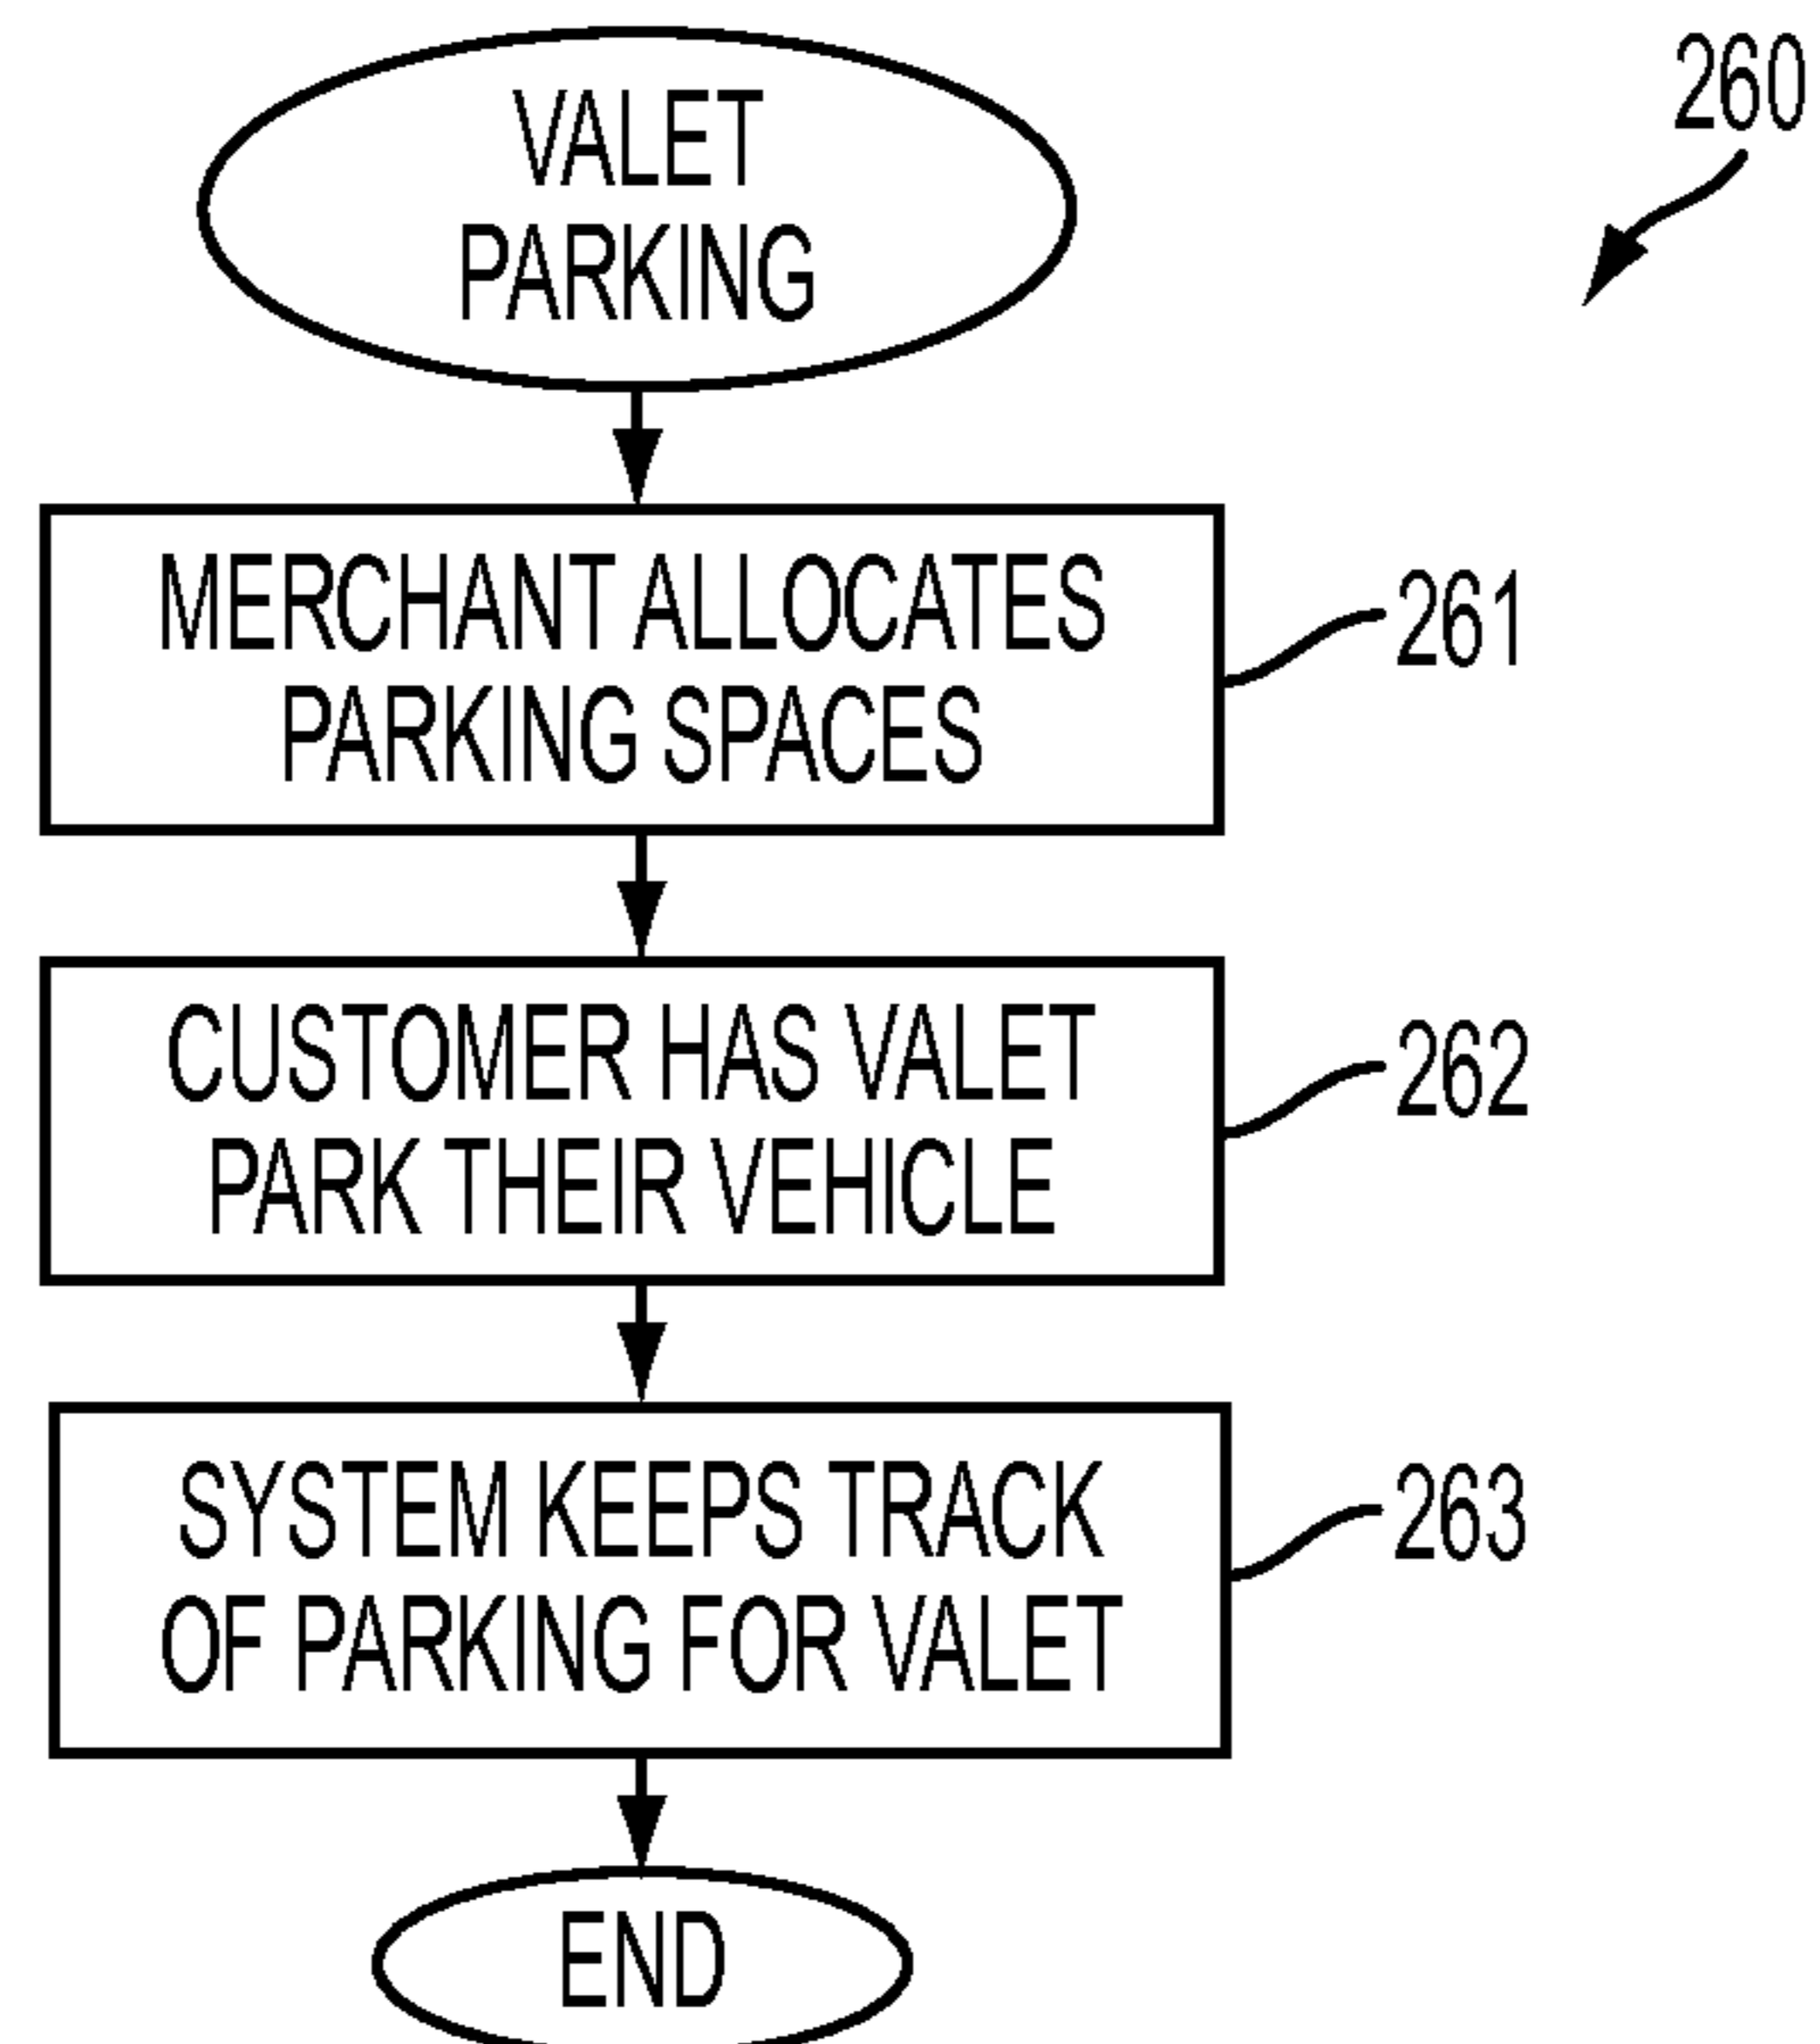 VALET
PARKING
260
MERCHANT ALLOCATES
PARKING SPACES
261
CUSTOMER HAS VALET
PARK THEIR VEHICLE
262
SYSTEM KEEPS TRACK
OF PARKING FOR VALET
263
END